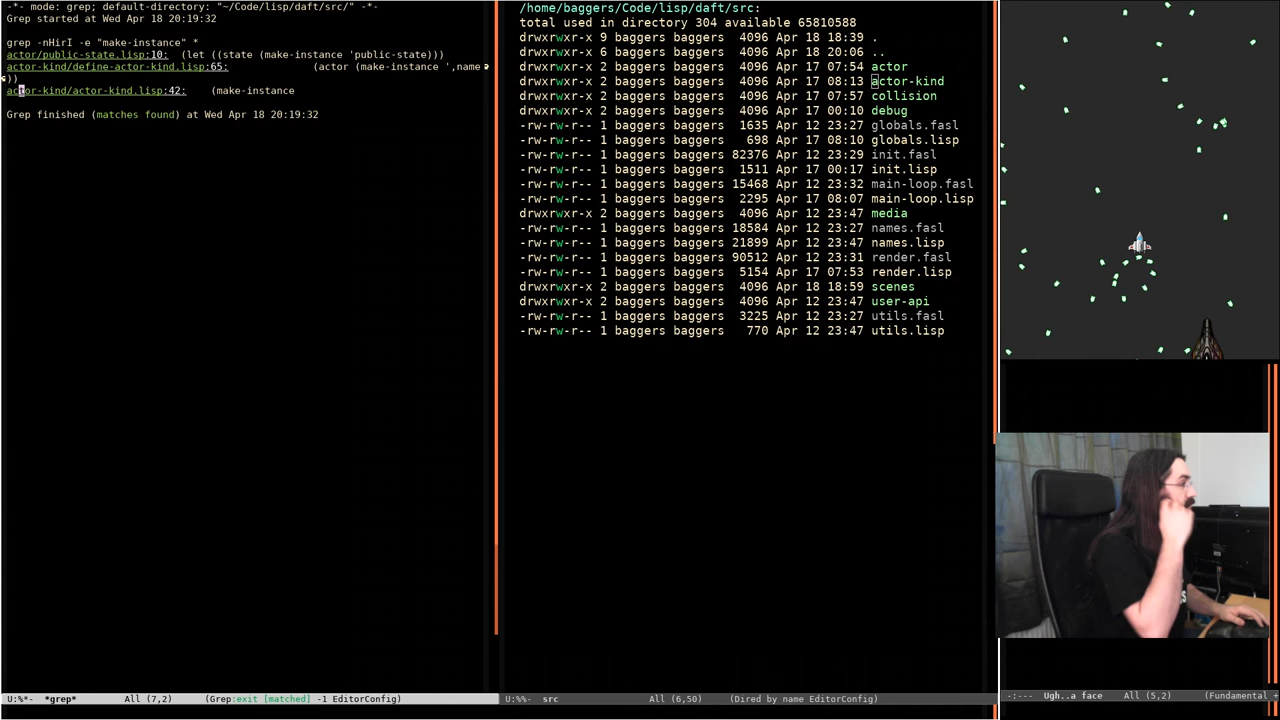 -*- mode: grep; default-directory: "~/Code/lisp/daft/src/" -*-
Grep started at Wed Apr 18 20:19:32
grep -nHirI -e "make-instance" *
actor/public-state.lisp:10:  (let ((state (make-instance 'public-state)))
actor-kind/define-actor-kind.lisp:65:              (actor (make-instance ',name
))
actor-kind/actor-kind.lisp:42:    (make-instance
Grep finished (matches found) at Wed Apr 18 20:19:32
U:%*-  *grep*        All (7,2)      (Grep:exit [matched] -1 EditorConfig)
/home/baggers/Code/lisp/daft/src:
total used in directory 304 available 65810588
drwxrwxr-x 9 baggers baggers  4096 Apr 18 18:39 .
drwxrwxr-x 6 baggers baggers  4096 Apr 18 20:06 ..
drwxrwxr-x 2 baggers baggers  4096 Apr 17 07:54 actor
drwxrwxr-x 2 baggers baggers  4096 Apr 17 08:13 actor-kind
drwxrwxr-x 2 baggers baggers  4096 Apr 17 07:57 collision
drwxrwxr-x 2 baggers baggers  4096 Apr 17 00:10 debug
-rw-rw-r-- 1 baggers baggers  1635 Apr 12 23:27 globals.fasl
-rw-rw-r-- 1 baggers baggers   698 Apr 17 08:10 globals.lisp
-rw-rw-r-- 1 baggers baggers 82376 Apr 12 23:29 init.fasl
-rw-rw-r-- 1 baggers baggers  1511 Apr 17 00:17 init.lisp
-rw-rw-r-- 1 baggers baggers 15468 Apr 12 23:32 main-loop.fasl
-rw-rw-r-- 1 baggers baggers  2295 Apr 17 08:07 main-loop.lisp
drwxrwxr-x 2 baggers baggers  4096 Apr 12 23:47 media
-rw-rw-r-- 1 baggers baggers 18584 Apr 12 23:27 names.fasl
-rw-rw-r-- 1 baggers baggers 21899 Apr 12 23:47 names.lisp
-rw-rw-r-- 1 baggers baggers 90512 Apr 12 23:31 render.fasl
-rw-rw-r-- 1 baggers baggers  5154 Apr 17 07:53 render.lisp
drwxrwxr-x 2 baggers baggers  4096 Apr 18 18:59 scenes
drwxrwxr-x 2 baggers baggers  4096 Apr 12 23:47 user-api
-rw-rw-r-- 1 baggers baggers  3225 Apr 12 23:27 utils.fasl
-rw-rw-r-- 1 baggers baggers   770 Apr 12 23:47 utils.lisp
U:%%-  src            All (6,50)     (Dired by name EditorConfig)
-:---  Ugh..a face    All (5,2)      (Fundamental +